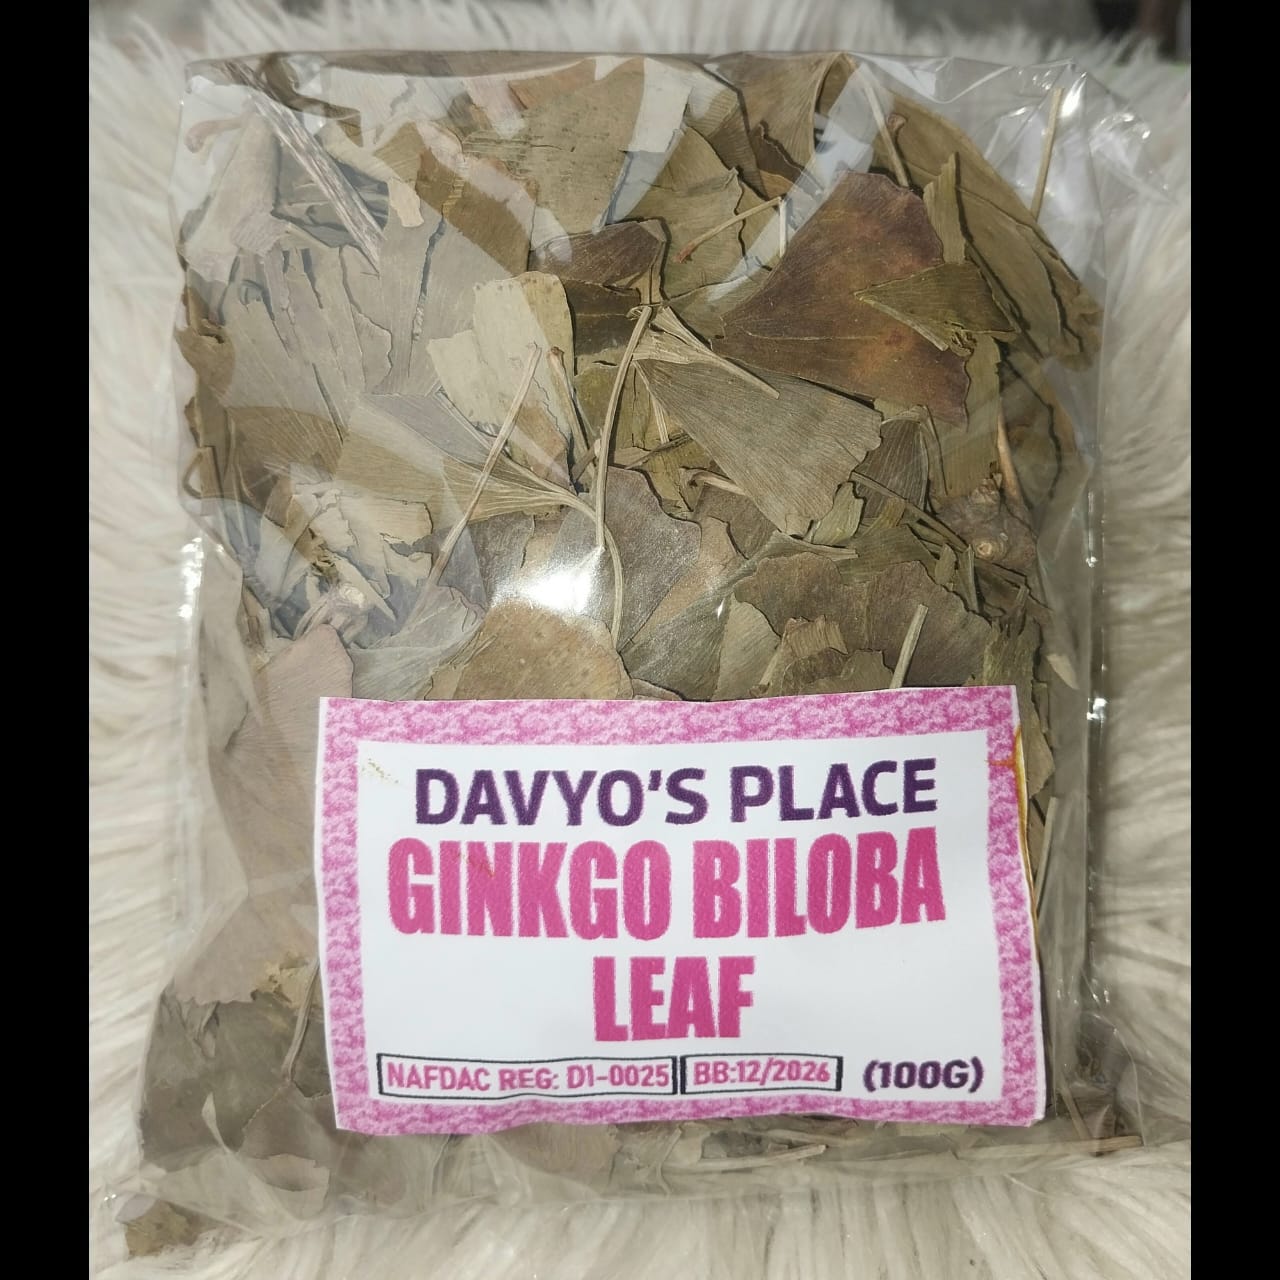 DAVYO'S PLACE
GINKGO BILOBA
LEAF
NAFDAC REG: D1-0025 BB:12/2026 (100G)